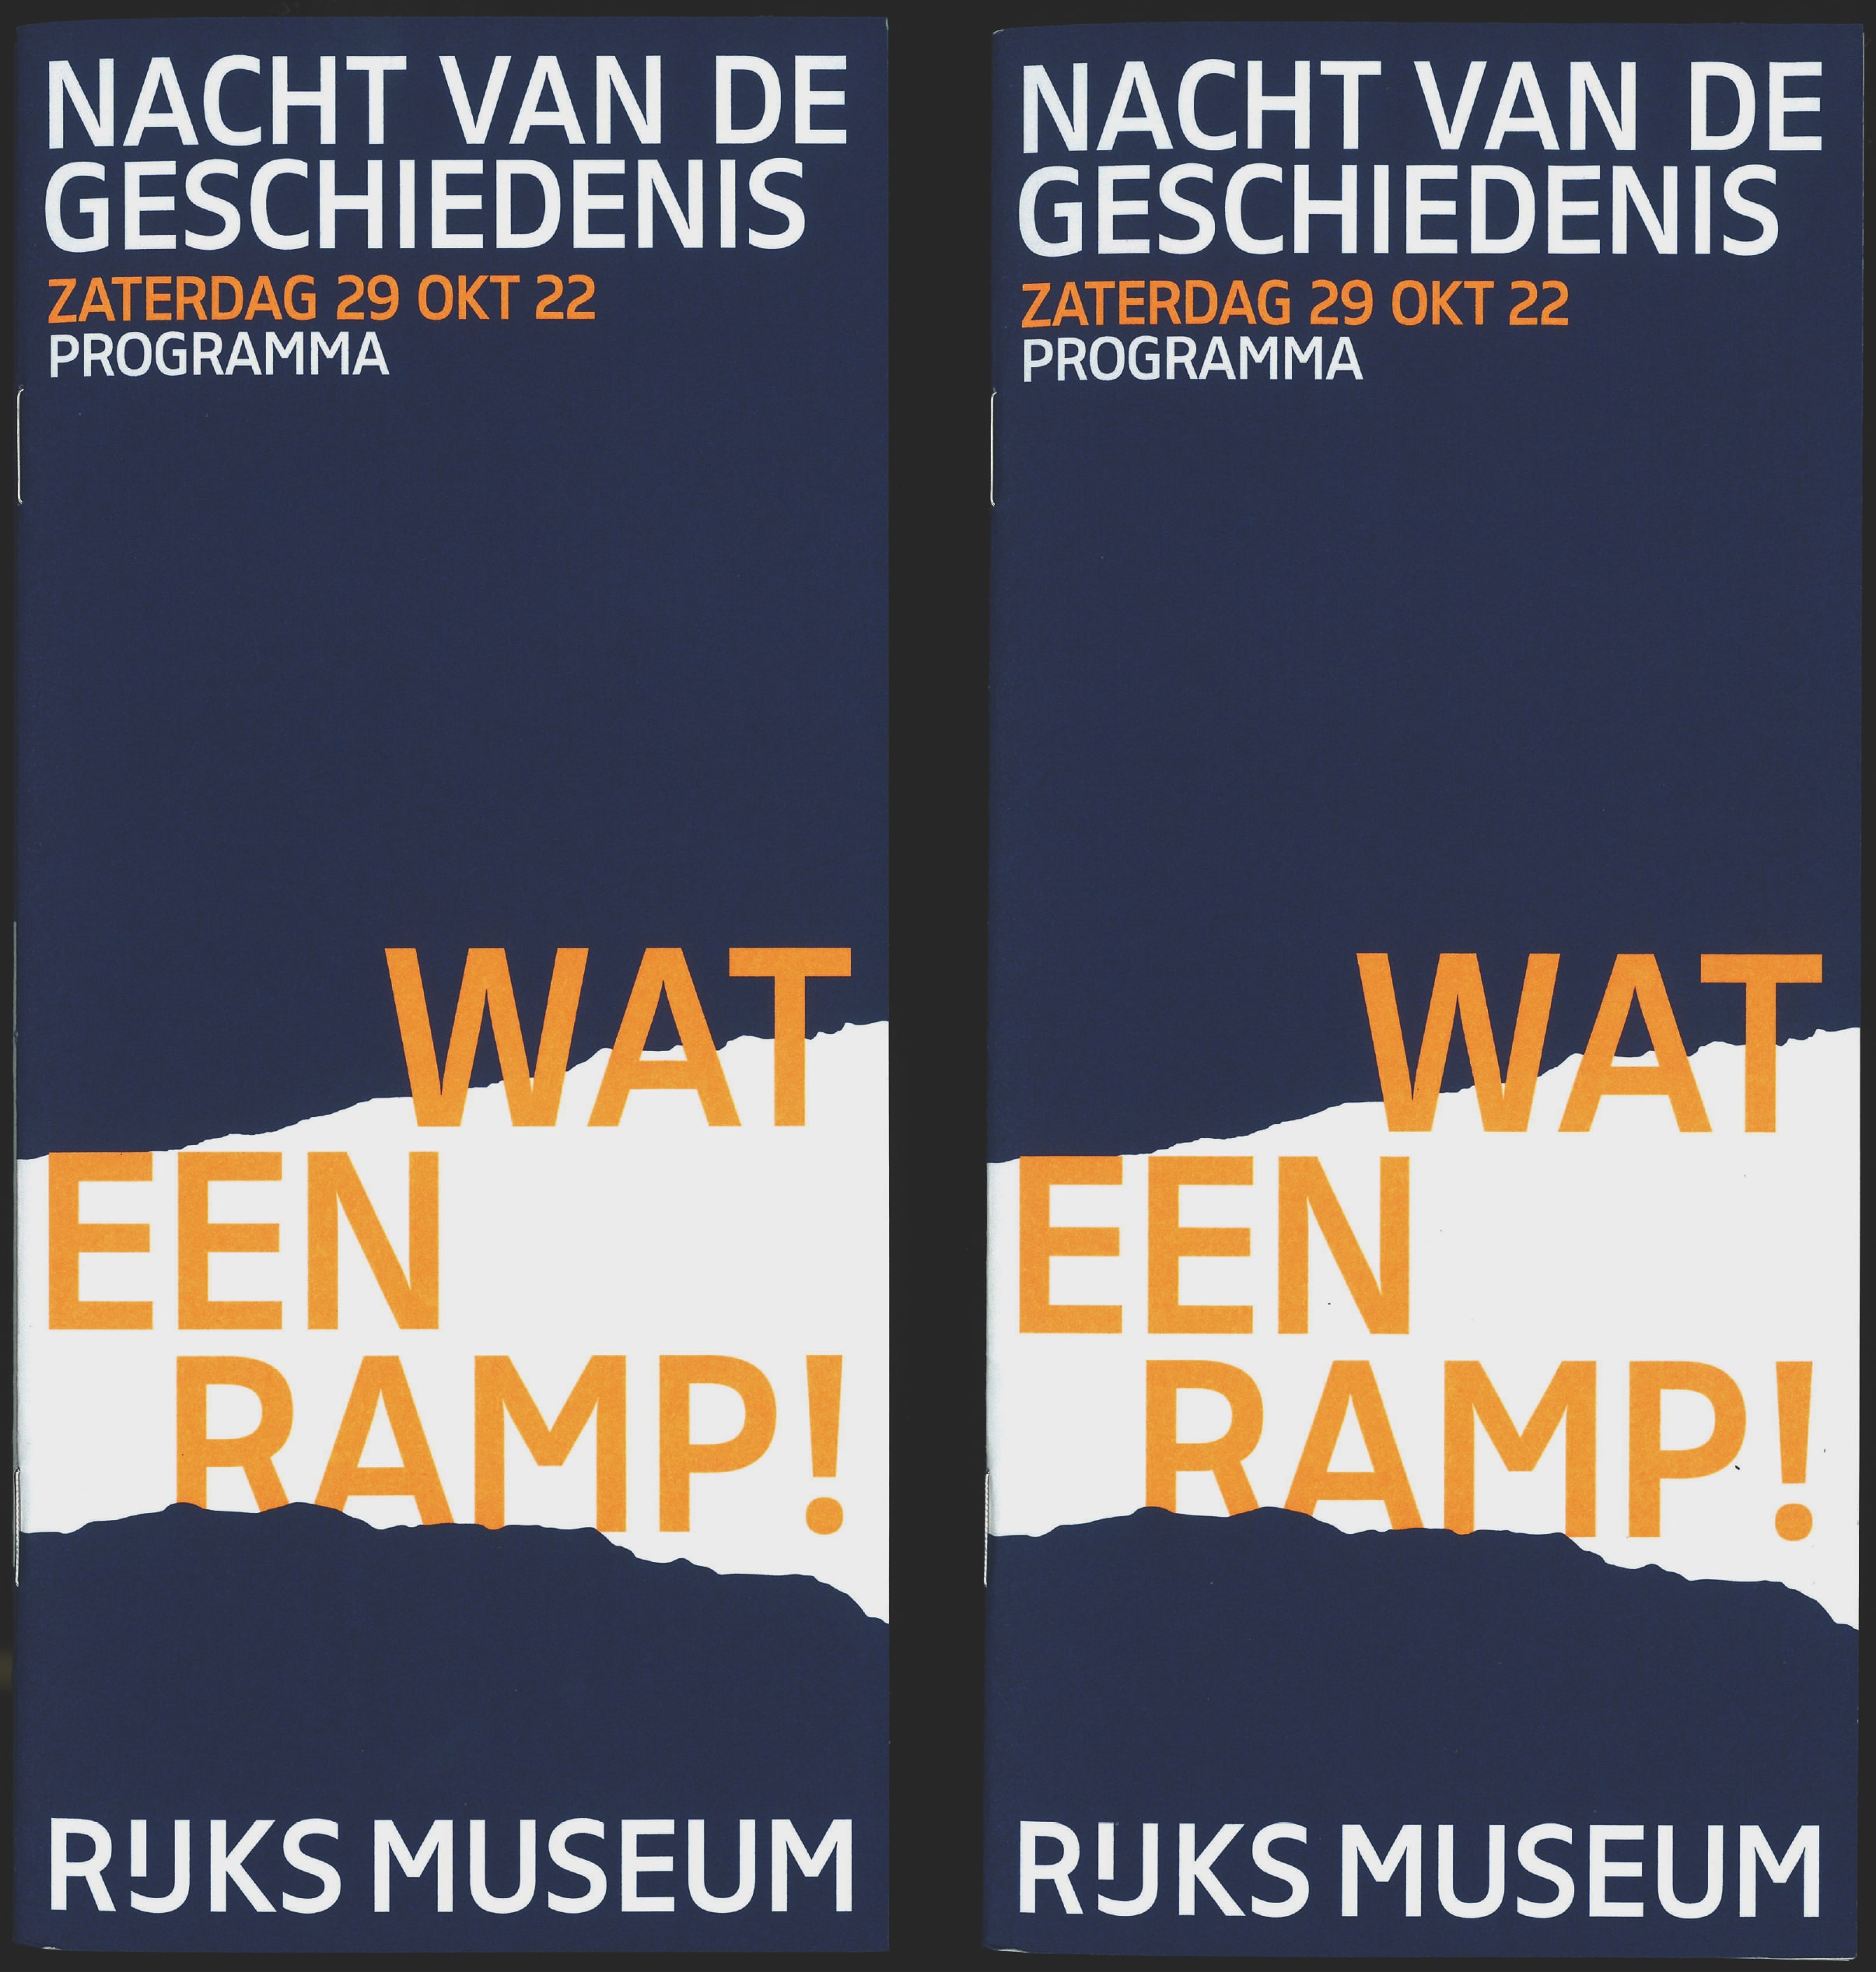 NACHT VAN DE
GESCHIEDENIS
ZATERDAG 29 OKT 22
PROGRAMMA
WAT
EEN
RAMP!
RIJKS MUSEUM
NACHT VAN DE
GESCHIEDENIS
ZATERDAG 29 OKT 22
PROGRAMMA
WAT
EEN
RAMP!
RIJKS MUSEUM